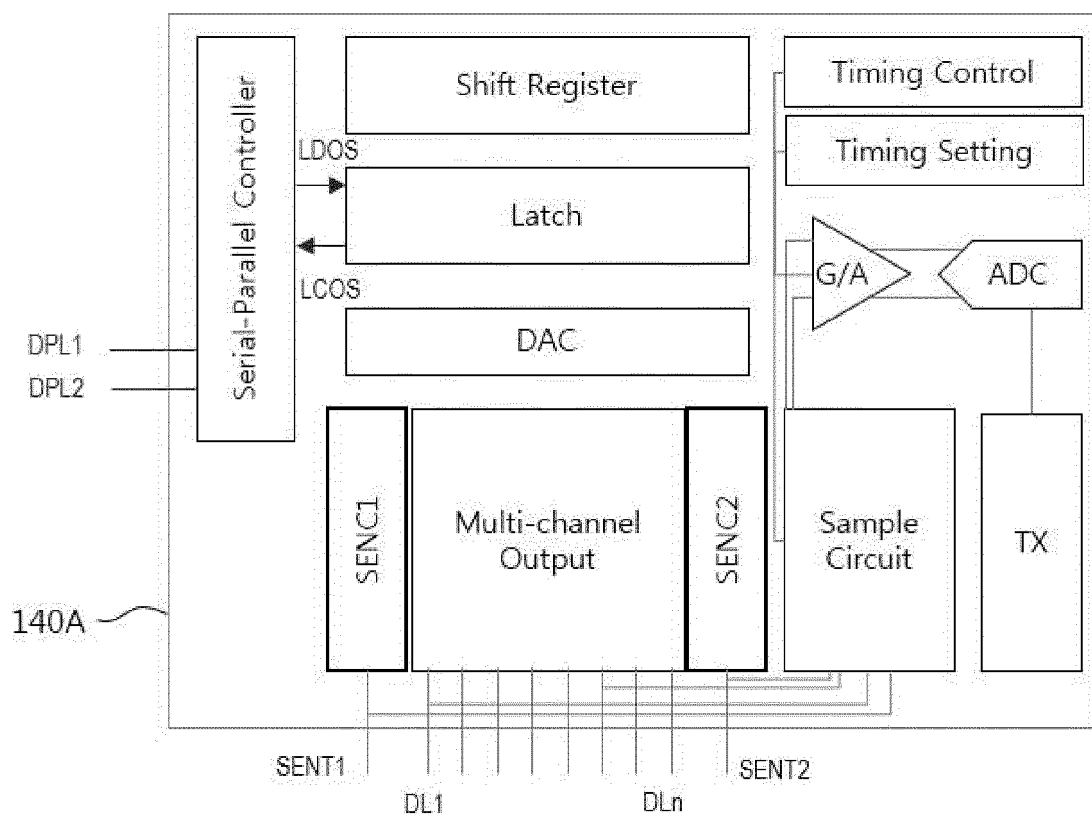 Serial-Parallel Controller
Shift Register
Timing Control
Timing Setting
LDOS
Latch
LCOS
G/A
ADC
DAC
DPL1
DPL2
SENC1
Multi-channel
Output
SENC2
Sample
Circuit
TX
140A
SENT1
SENT2
DL1
DLn